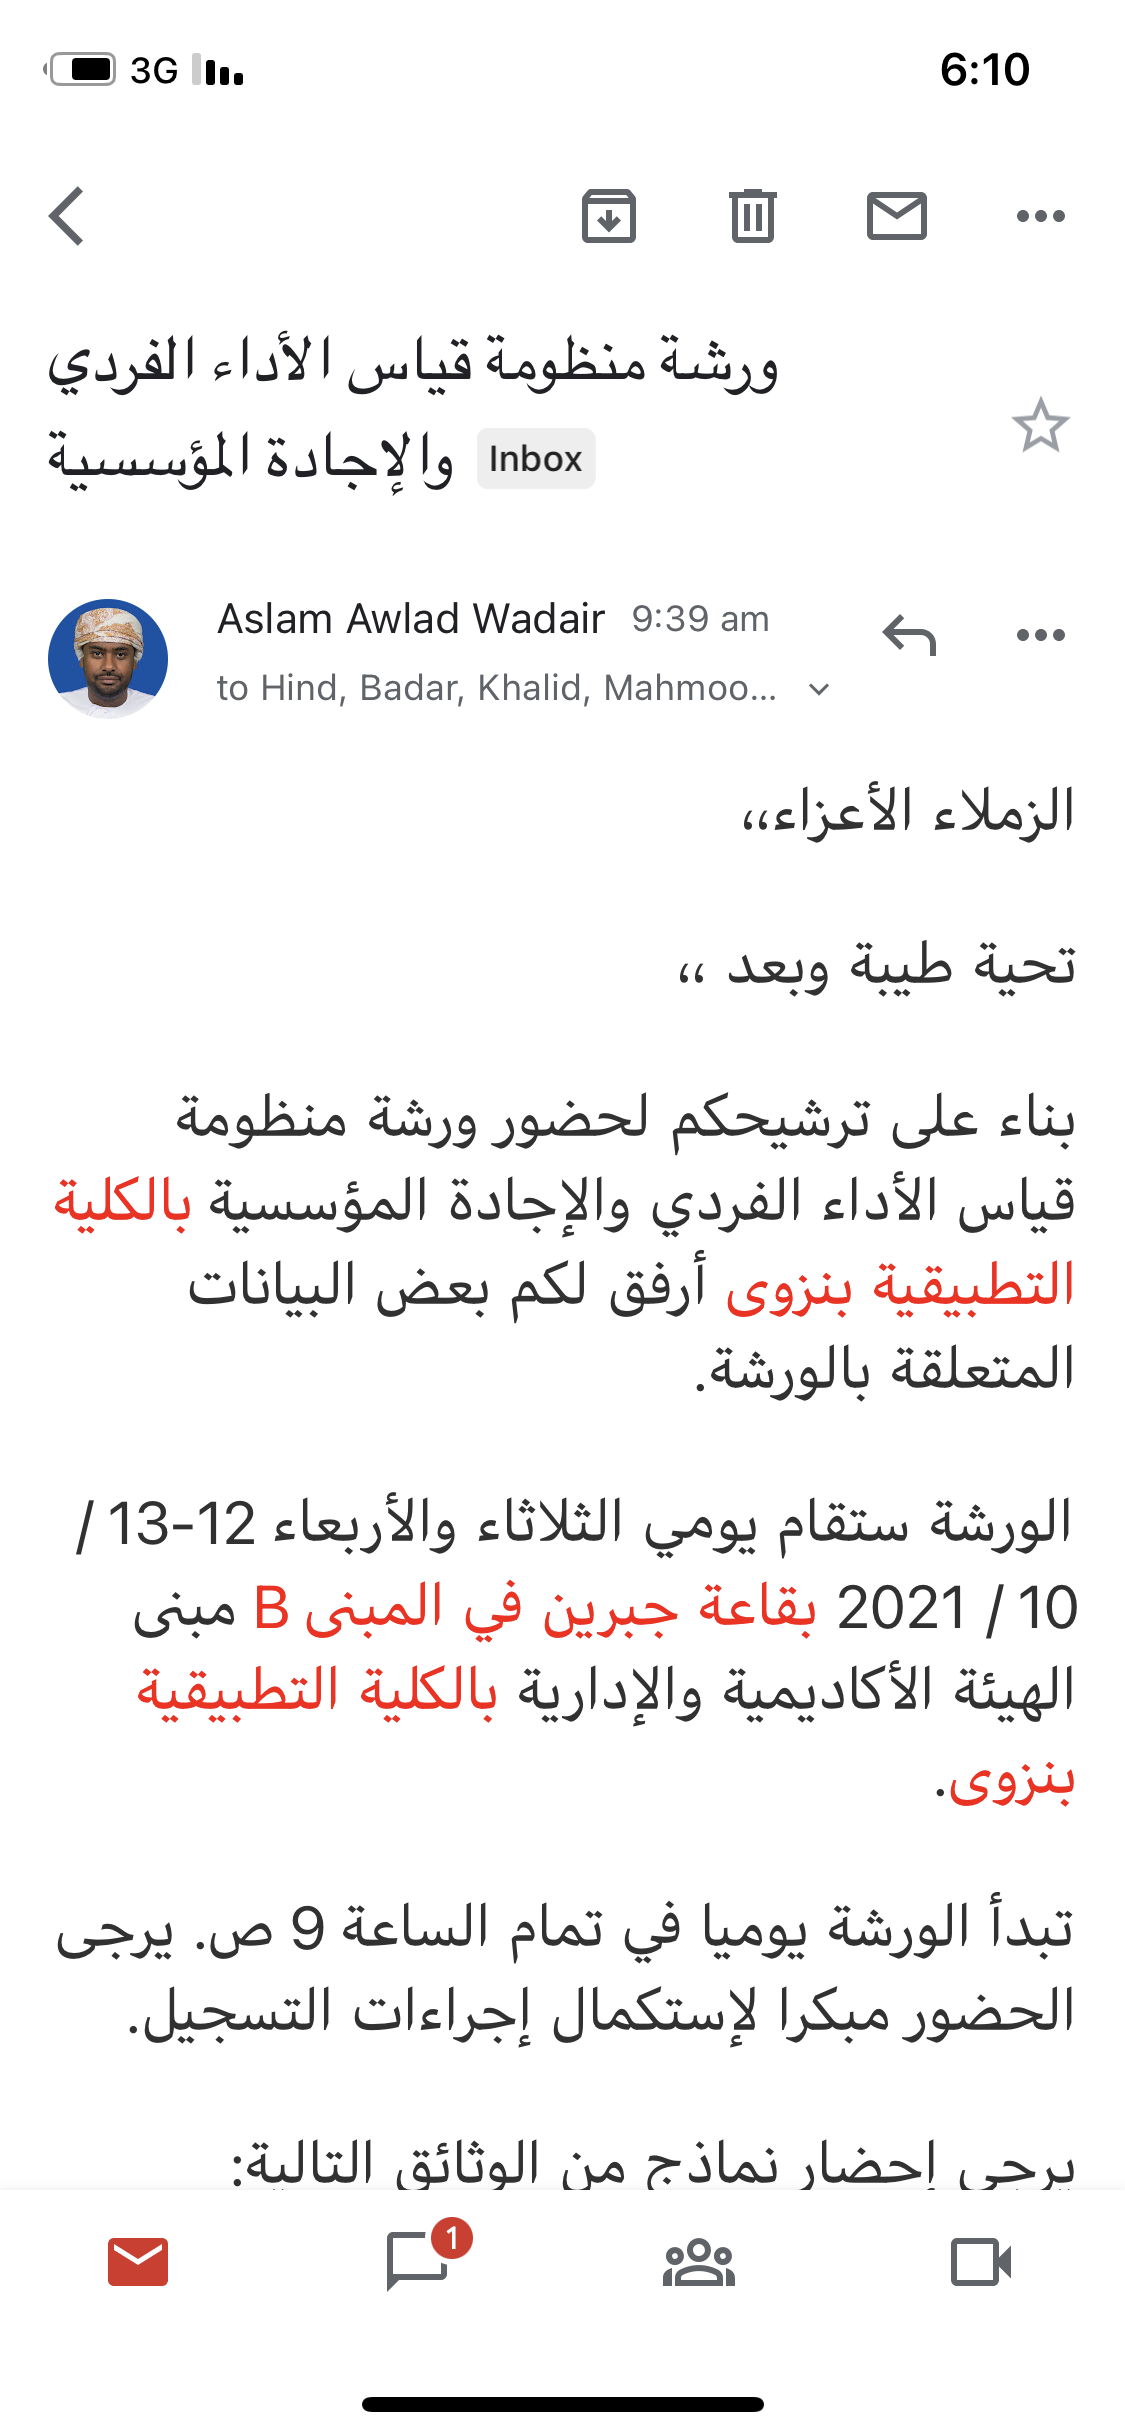 3G
6:10
ورشة منظومة قياس الأداء الفردي
والإجادة المؤسسية Inbox
Aslam Awlad Wadair 9:39 am
to Hind, Badar, Khalid, Mahmoo...
الزملاء الأعزاء،،
تحية طيبة وبعد ،،
بناء على ترشيحكم لحضور ورشة منظومة
قياس الأداء الفردي والإجادة المؤسسية بالكلية
التطبيقية بنزوى أرفق لكم بعض البيانات
المتعلقة بالورشة.
الورشة ستقام يومي الثلاثاء والأربعاء 12-13 /
10 / 2021 بقاعة جبرين في المبنى B مبنى
الهيئة الأكاديمية والإدارية بالكلية التطبيقية
بنزوى.
تبدأ الورشة يوميا في تمام الساعة 9 ص. يرجى
الحضور مبكرا لإستكمال إجراءات التسجيل.
يرجى إحضار نماذج من الوثائق التالية:
1